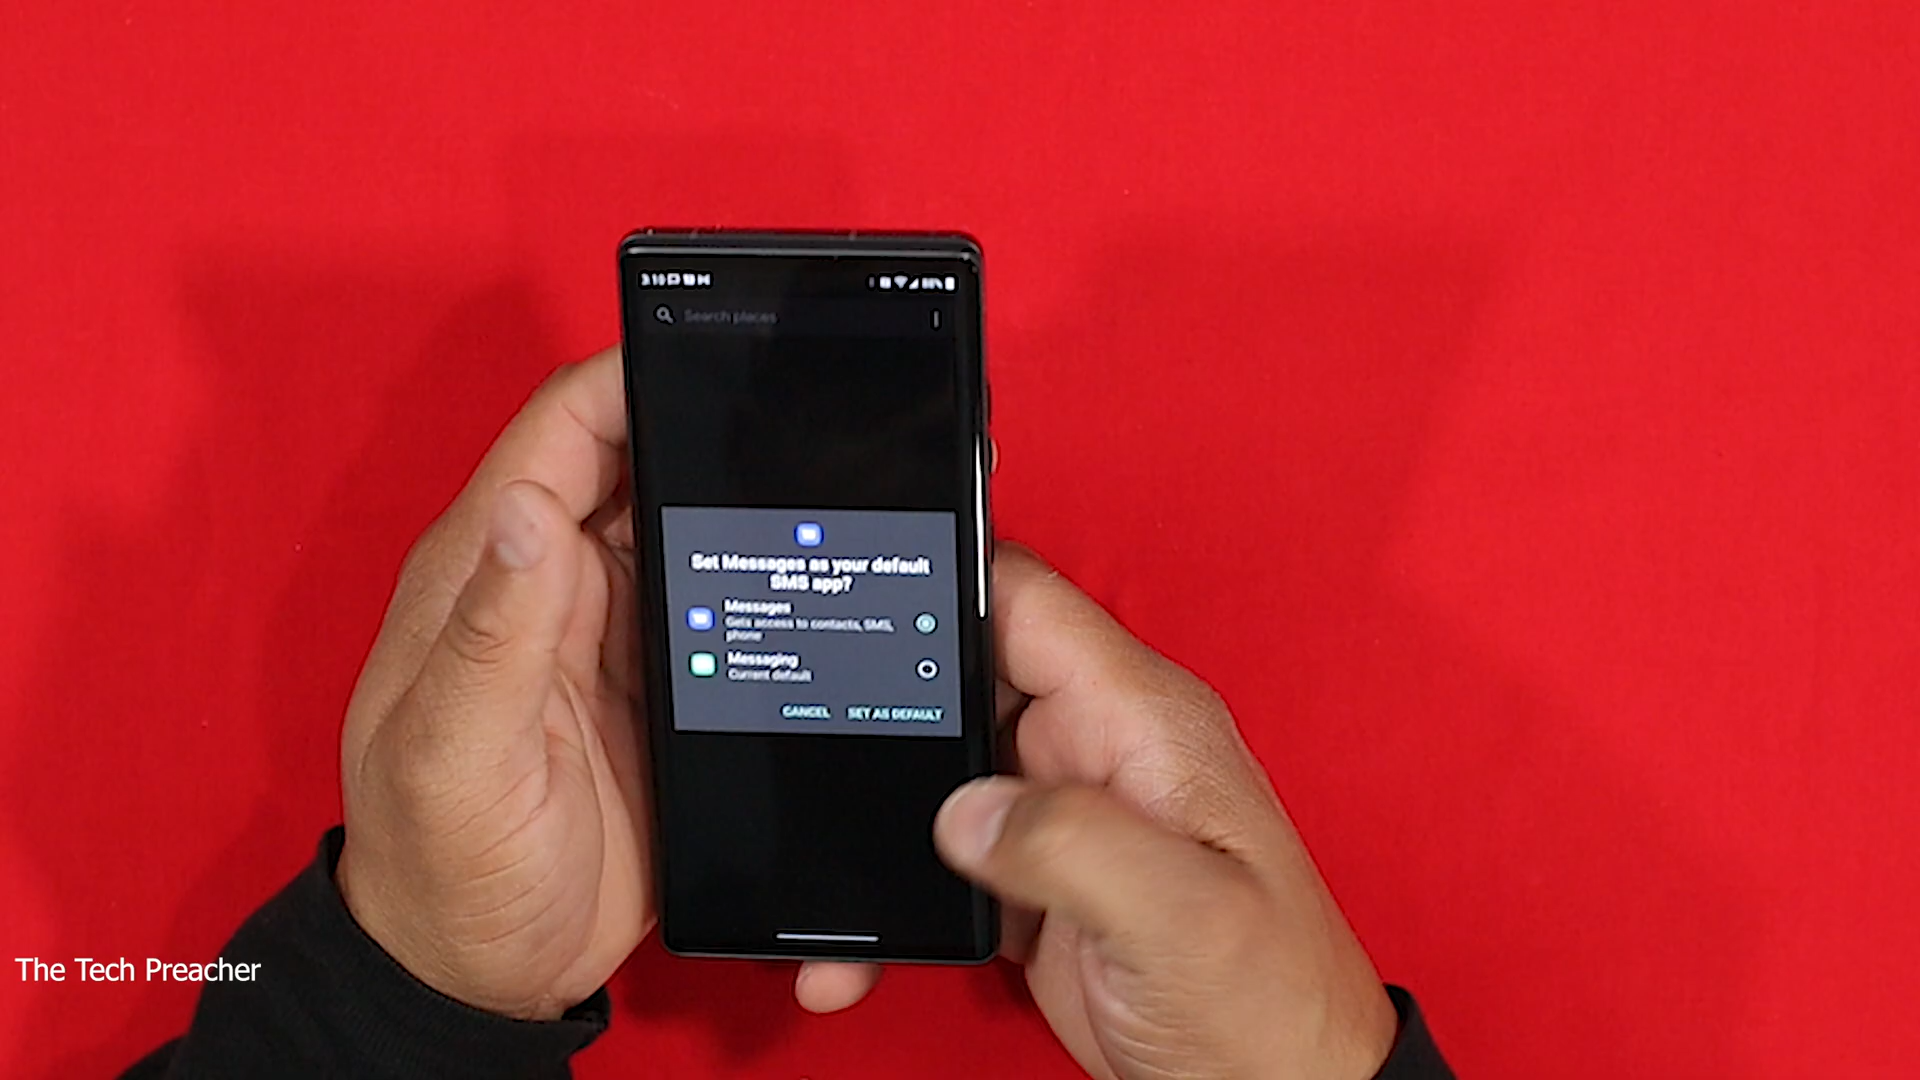 Search places
Set Messages as your default
SMS app?
Messages
Gets access to contacts, SMS,
phone
Messaging
Current default
CANCEL SET AS DEFAULT
The Tech Preacher